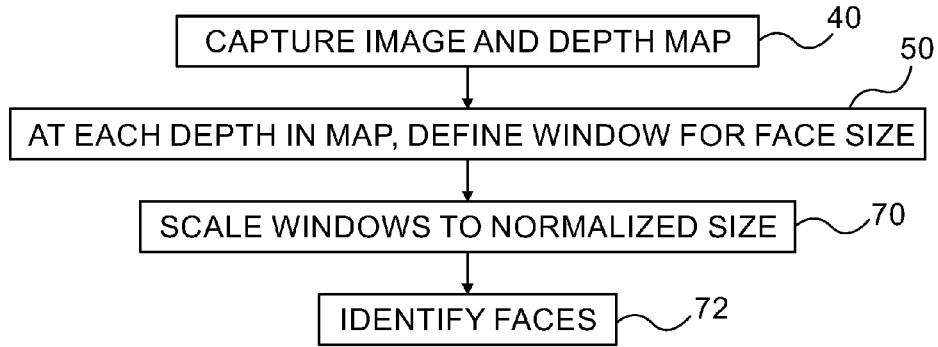 CAPTURE IMAGE AND DEPTH MAP
40
50
AT EACH DEPTH IN MAP, DEFINE WINDOW FOR FACE SIZE
SCALE WINDOWS TO NORMALIZED SIZE
70
IDENTIFY FACES
72